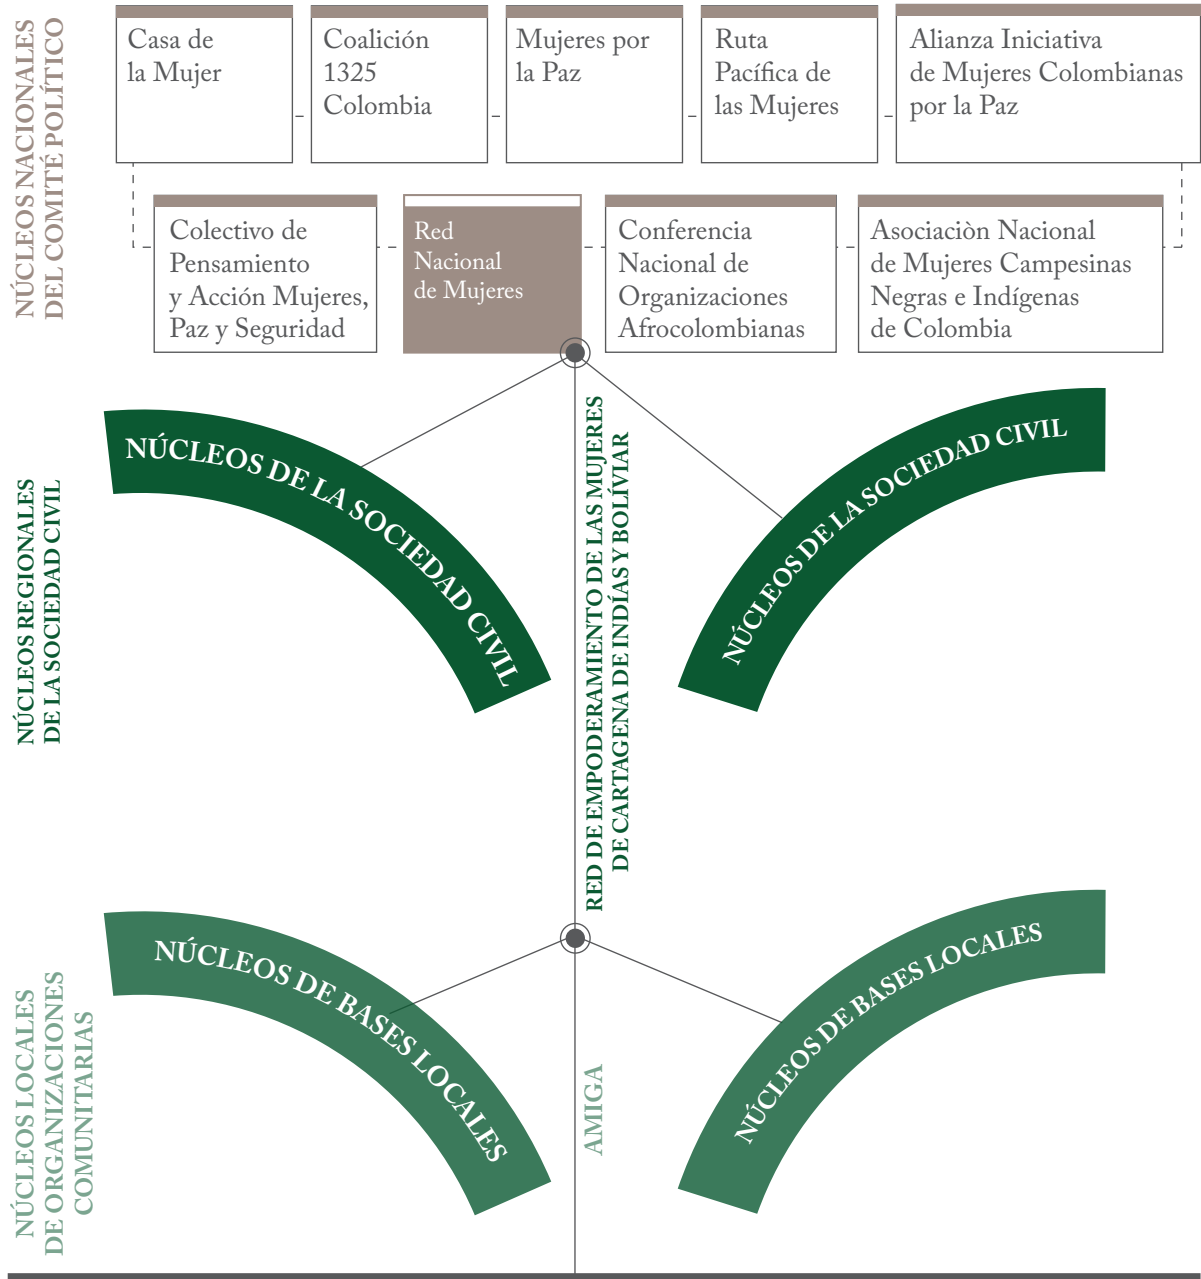 NÚCLEOS NACIONALES
DEL COMITÉ POLÍTICO
Casa de
la Mujer
Coalición
1325
Colombia
Mujeres por
la Paz
Ruta
Pacífica de
las Mujeres
Alianza Iniciativa
de Mujeres Colombianas
por la Paz
Colectivo de
Pensamiento
y Acción Mujeres,
Paz y Seguridad
Red
Nacional
de Mujeres
Conferencia
Nacional de
Organizaciones
Afrocolombianas
Asociaciòn Nacional
de Mujeres Campesinas
Negras e Indígenas
de Colombia
NÚCLEOS REGIONALES
DE LA SOCIEDAD CIVIL
NÚCLEOS DE LA SOCIEDAD CIVIL
RED DE EMPODERAMIENTO DE LAS MUJERES
DE CARTAGENA DE INDÍAS Y BOLÍVIAR
NÚCLEOS DE LA SOCIEDAD CIVIL
NÚCLEOS LOCALES
DE ORGANIZACIONES
COMUNITARIAS
NÚCLEOS DE BASES LOCALES
AMIGA
NÚCLEOS DE BASES LOCALES